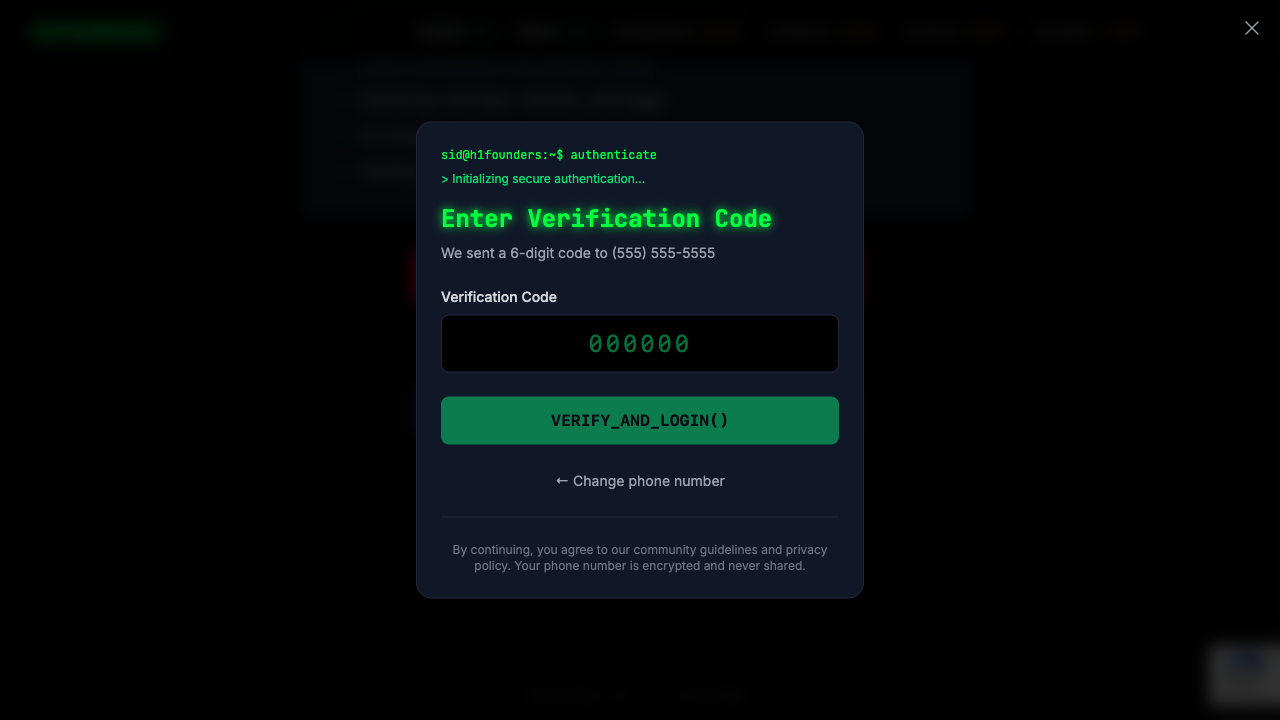 sid@h1founders:~$ authenticate
> Initializing secure authentication...
Enter Verification Code
We sent a 6-digit code to (555) 555-5555
Verification Code
000000
VERIFY_AND_LOGIN()
← Change phone number
By continuing, you agree to our community guidelines and privacy
policy. Your phone number is encrypted and never shared.